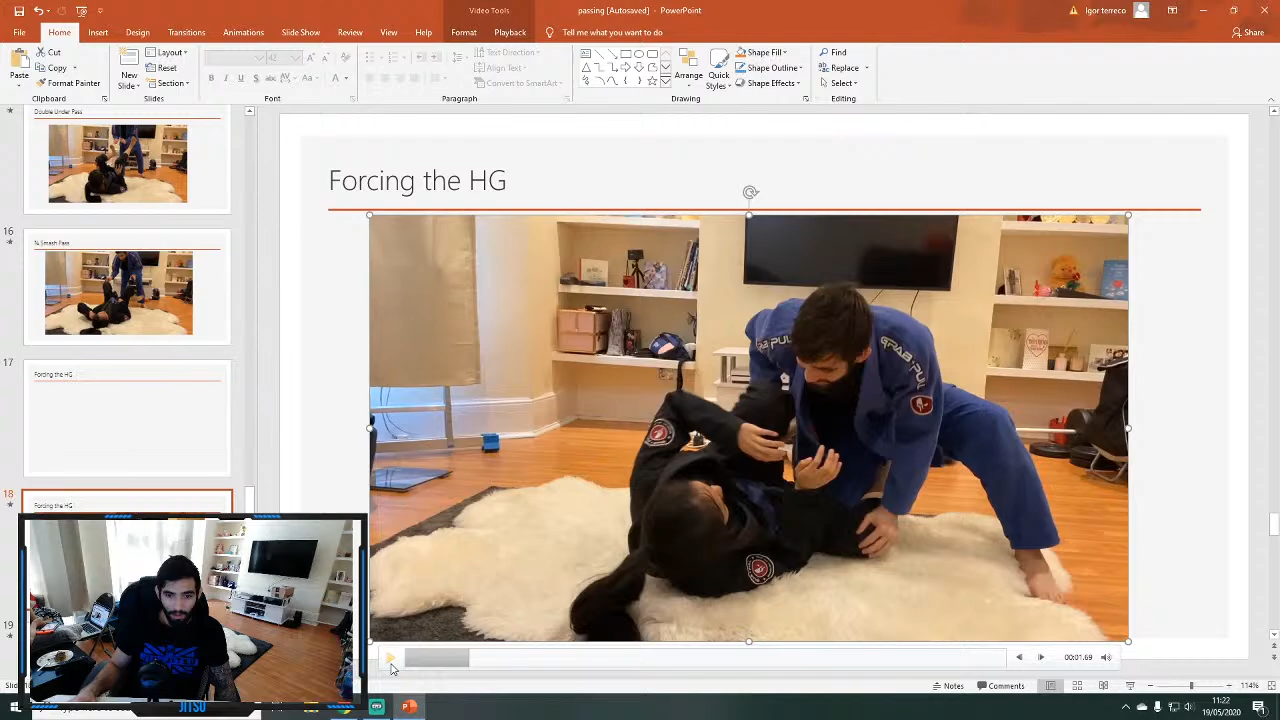 Video Tools
passing [Autosaved] - PowerPoint
Igor terreco
File Home Insert Design Transitions Animations Slide Show Review View Help Format Playback Tell me what you want to do
Share
Cut
Copy
Format Painter
Paste
Clipboard
New Slide
Layout
Reset
Section
Slides
Font
Text Direction
Align Text
Convert to SmartArt
Paragraph
Arrange
Quick Styles
Shape Fill
Shape Outline
Shape Effects
Drawing
Find
Replace
Select
Editing
Double Under Pass
16
¾ Smash Pass
17
Forcing the HG
18
Forcing the HG
19
Forcing the HG
00:01.69
Notes
Comments
114%
JITSU
11:22
19/05/2020